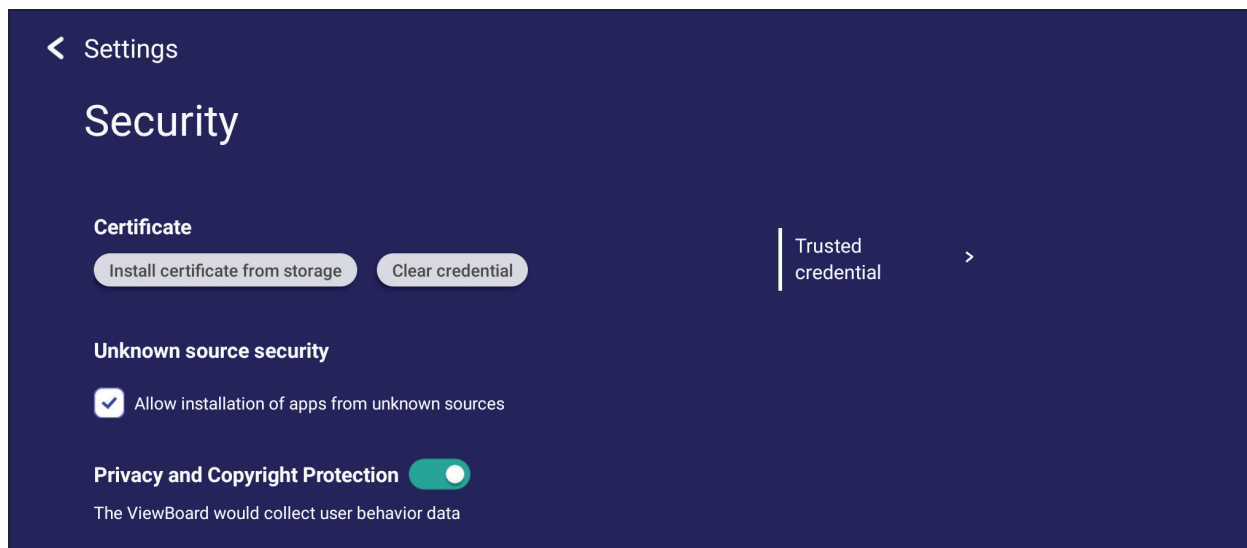 Settings
Security
Certificate
Install certificate from storage
Clear credential
Trusted
credential
Unknown source security
Allow installation of apps from unknown sources
Privacy and Copyright Protection
The ViewBoard would collect user behavior data